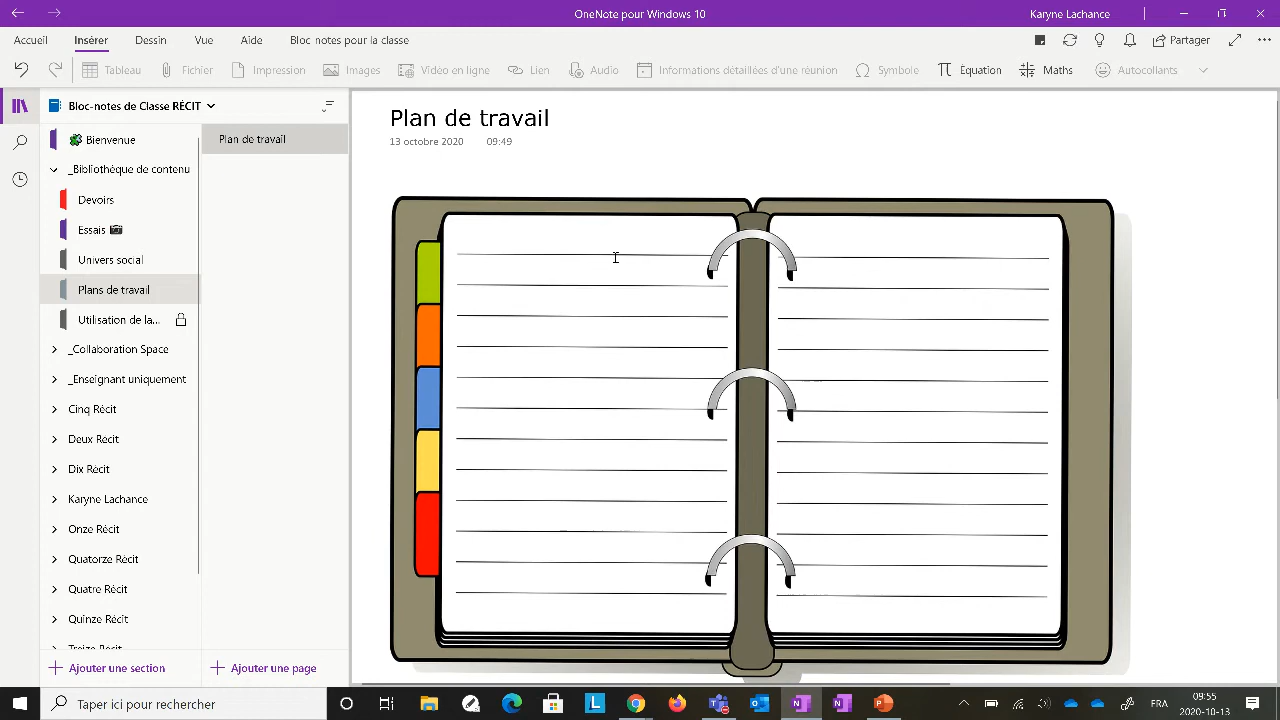 OneNote pour Windows 10
Karyne Lachance
Accueil
Insérer
Dessin
Vue
Aide
Bloc-notes pour la classe
Partager
Tableau
Fichier
Impression
Images
Vidéo en ligne
Lien
Audio
Informations détaillées d'une réunion
Symbole
Équation
Maths
Autocollants
Bloc-notes de Classe RÉCIT
Bienvenue
_Bibliothèque de contenu
Devoirs
Essais
Univers social
Plans de travail
Utilisation de la...
_Collaboration Space
_Enseignant uniquement
Cinq Récit
Deux Récit
Dix Récit
Karyne Lachance
Onze Récit
Quatorze Récit
Quatre Récit
Quinze Récit
Ajouter une section
Plan de travail
Ajouter une page
Plan de travail
13 octobre 2020 09:49
Taper ici pour rechercher
FRA
09:55
2020-10-13